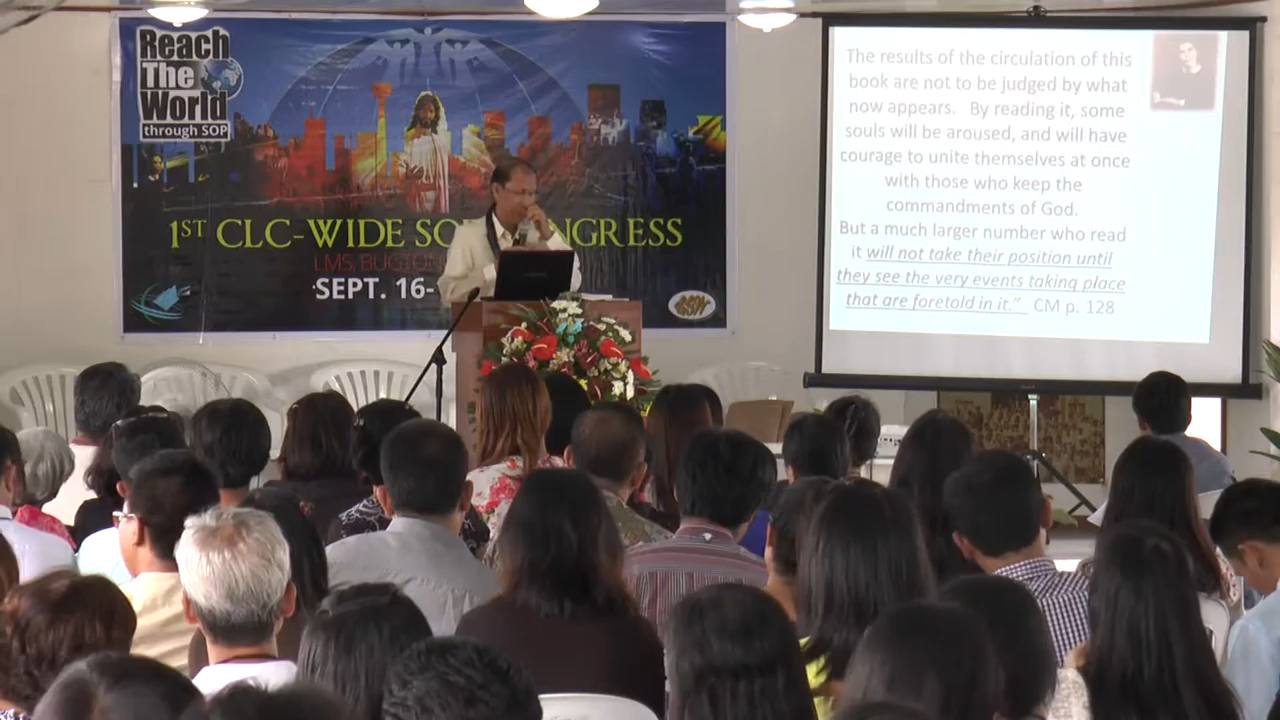 Reach
The
World
through SOP
1ST CLC-WIDE SO NGRESS
LMS, BUGTON
SEPT. 16-
The results of the circulation of this
book are not to be judged by what
now appears. By reading it, some
souls will be aroused, and will have
courage to unite themselves at once
with those who keep the
commandments of God.
But a much larger number who read
it will not take their position until
they see the very events taking place
that are foretold in it." CM p. 128